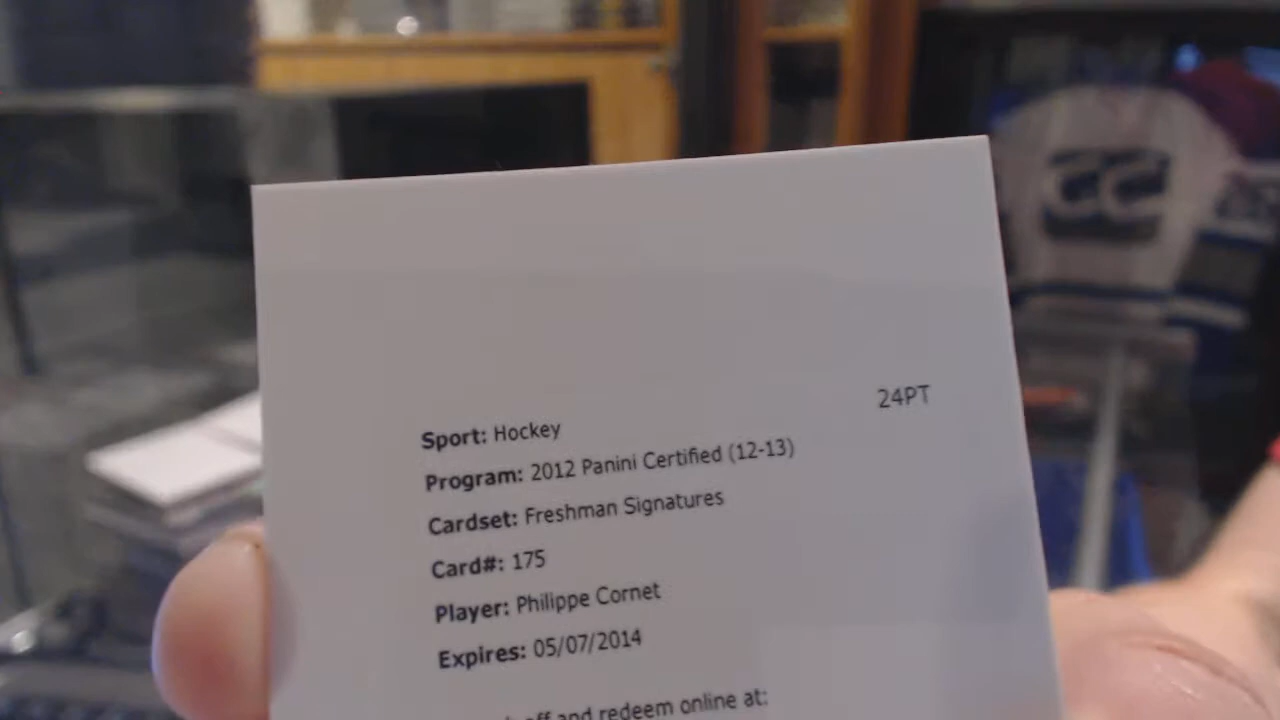 24PT
Sport: Hockey
Program: 2012 Panini Certified (12-13)
Cardset: Freshman Signatures
Card#: 175
Player: Philippe Cornet
Expires: 05/07/2014
off and redeem online at: